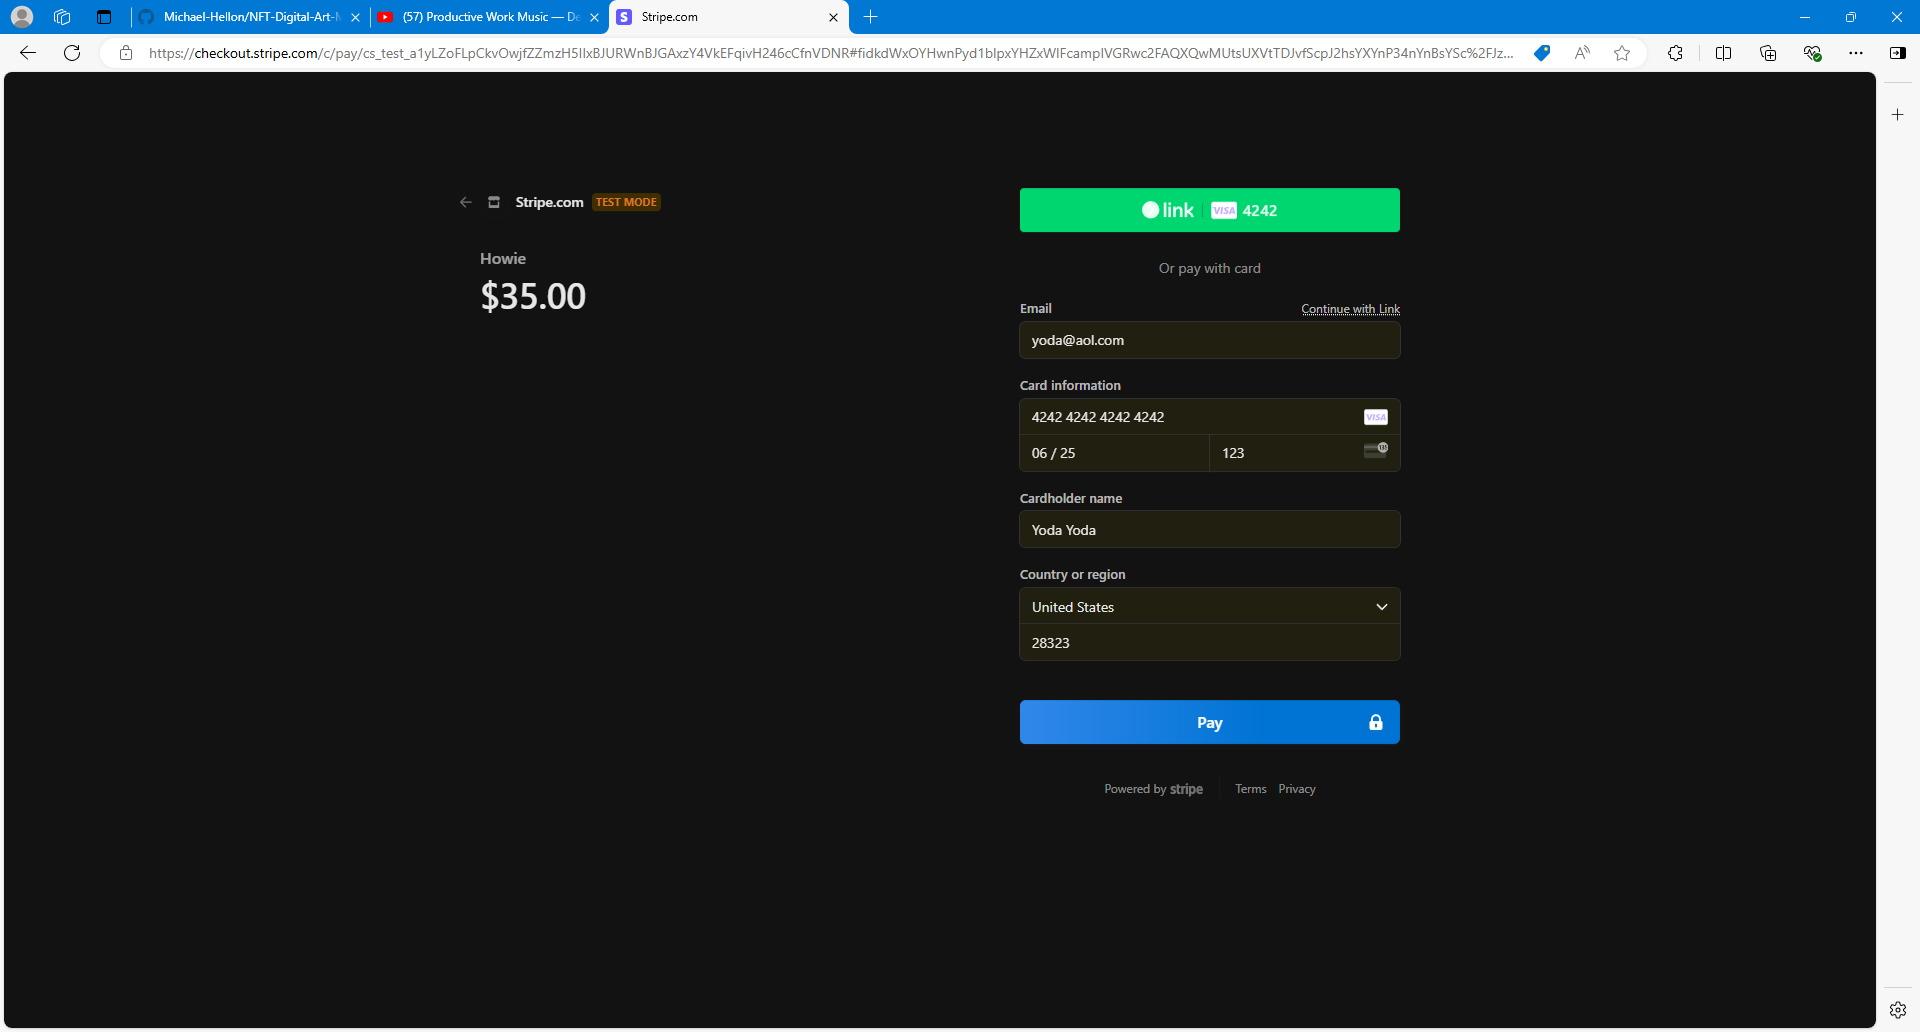 Michael-Hellon/NFT-Digital-Art-
(57) Productive Work Music — De
Stripe.com
https://checkout.stripe.com/c/pay/
Stripe.com TEST MODE
Howie
$35.00
link VISA 4242
Or pay with card
Email
Continue with Link
yoda@aol.com
Card information
4242 4242 4242 4242 VISA
06 / 25
123
Cardholder name
Yoda Yoda
Country or region
United States
28323
Pay
Powered by stripe
Terms Privacy